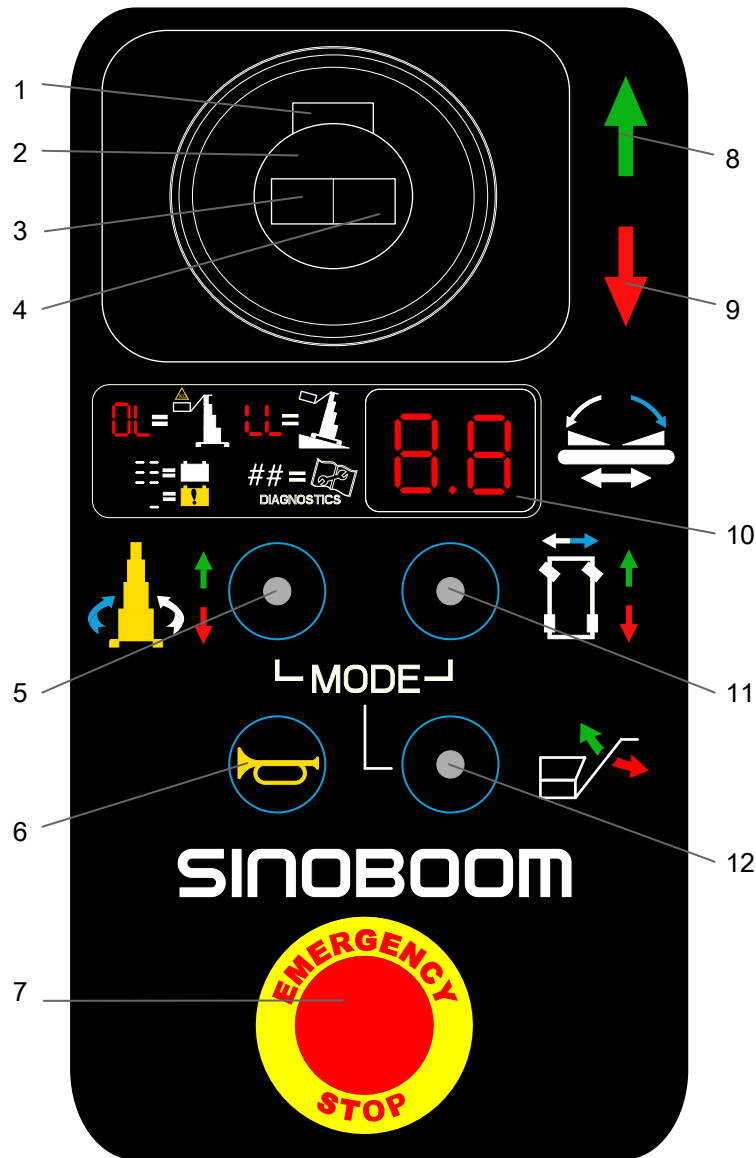 1
2
3
4
8
9
OL=
LL=
8.8
--=
_=
##=
DIAGNOSTICS
10
5
MODE
11
6
12
SINOBOOM
7
EMERGENCY
STOP